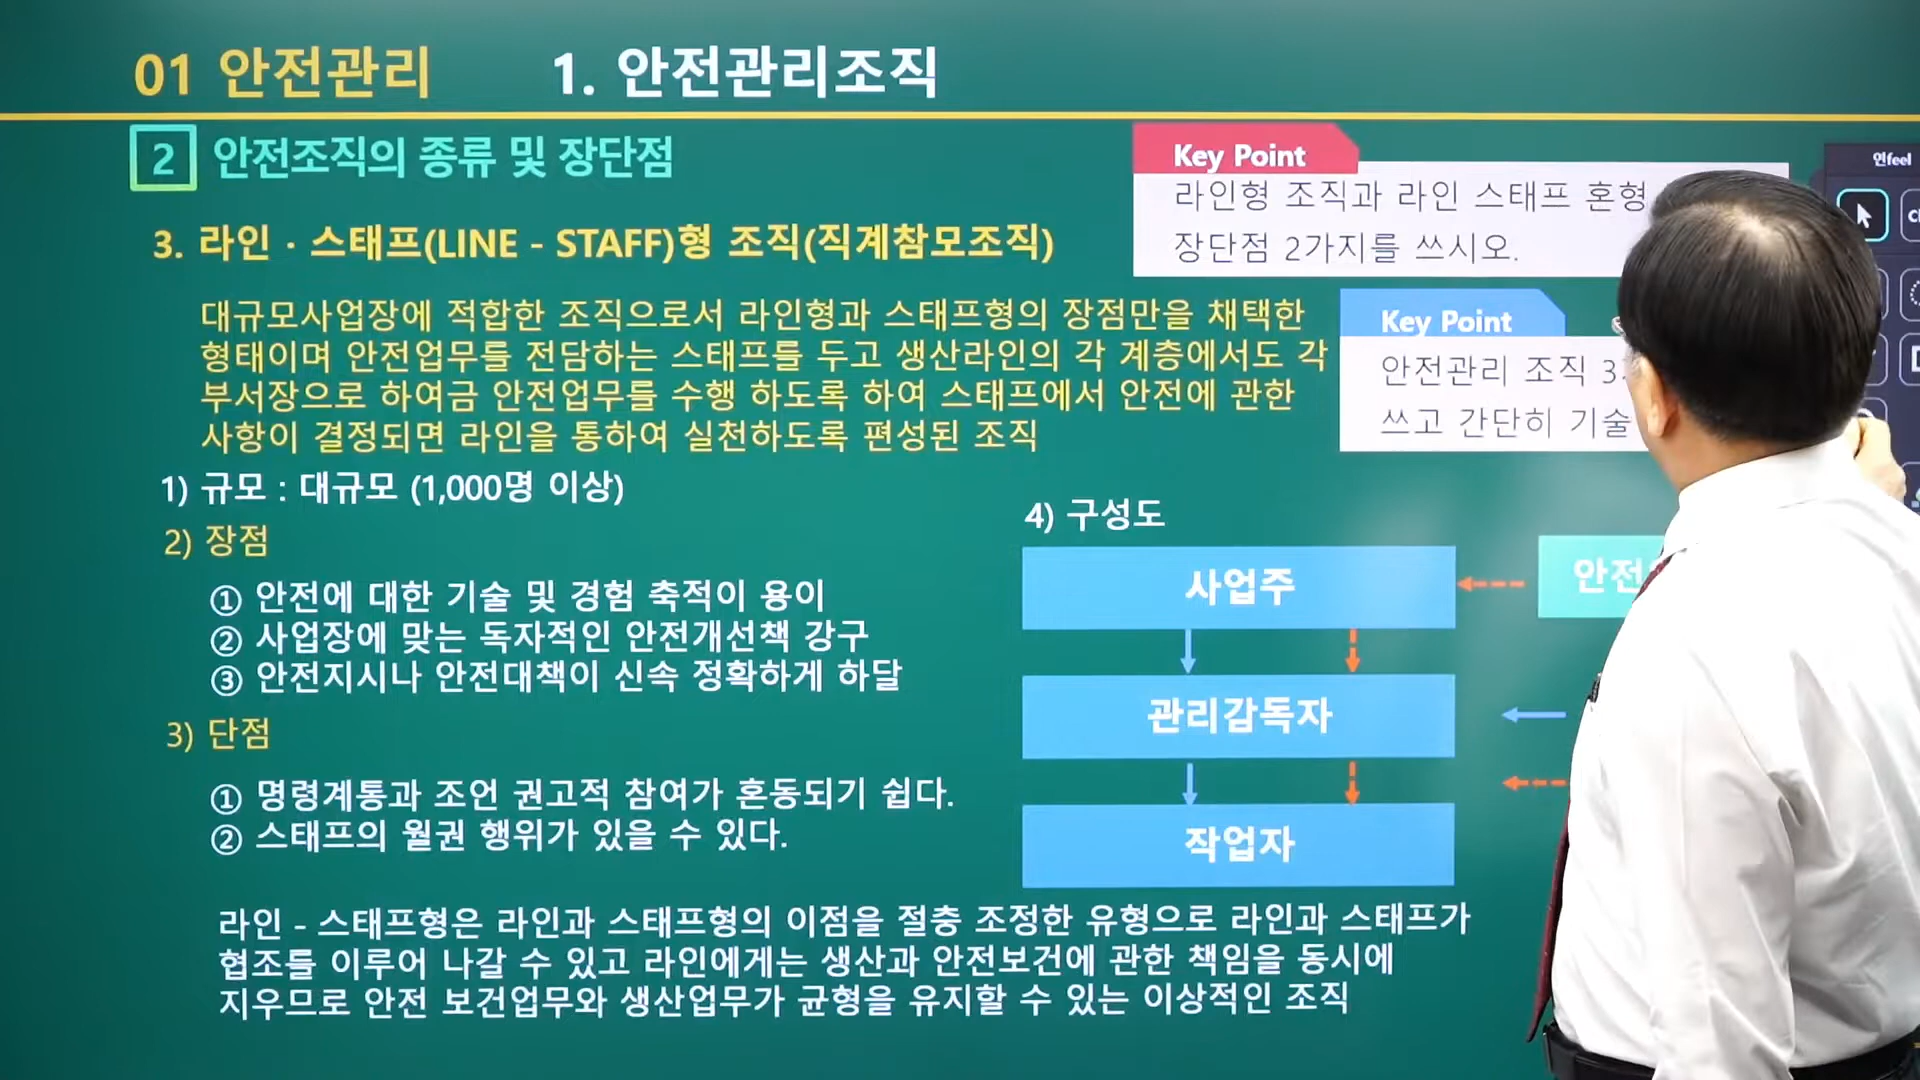 01 안전관리 1. 안전관리조직
2 안전조직의 종류 및 장단점
Key Point
라인형 조직과 라인 스태프 혼형
장단점 2가지를 쓰시오.
3. 라인 · 스태프(LINE - STAFF)형 조직(직계참모조직)
대규모사업장에 적합한 조직으로서 라인형과 스태프형의 장점만을 채택한
형태이며 안전업무를 전담하는 스태프를 두고 생산라인의 각 계층에서도 각
부서장으로 하여금 안전업무를 수행 하도록 하여 스태프에서 안전에 관한
사항이 결정되면 라인을 통하여 실천하도록 편성된 조직
Key Point
안전관리 조직
쓰고 간단히 기술
1) 규모 : 대규모 (1,000명 이상)
2) 장점
① 안전에 대한 기술 및 경험 축적이 용이
② 사업장에 맞는 독자적인 안전개선책 강구
③ 안전지시나 안전대책이 신속 정확하게 하달
3) 단점
① 명령계통과 조언 권고적 참여가 혼동되기 쉽다.
② 스태프의 월권 행위가 있을 수 있다.
4) 구성도
사업주
안전
관리감독자
작업자
라인 - 스태프형은 라인과 스태프형의 이점을 절충 조정한 유형으로 라인과 스태프가
협조를 이루어 나갈 수 있고 라인에게는 생산과 안전보건에 관한 책임을 동시에
지우므로 안전 보건업무와 생산업무가 균형을 유지할 수 있는 이상적인 조직
인feel